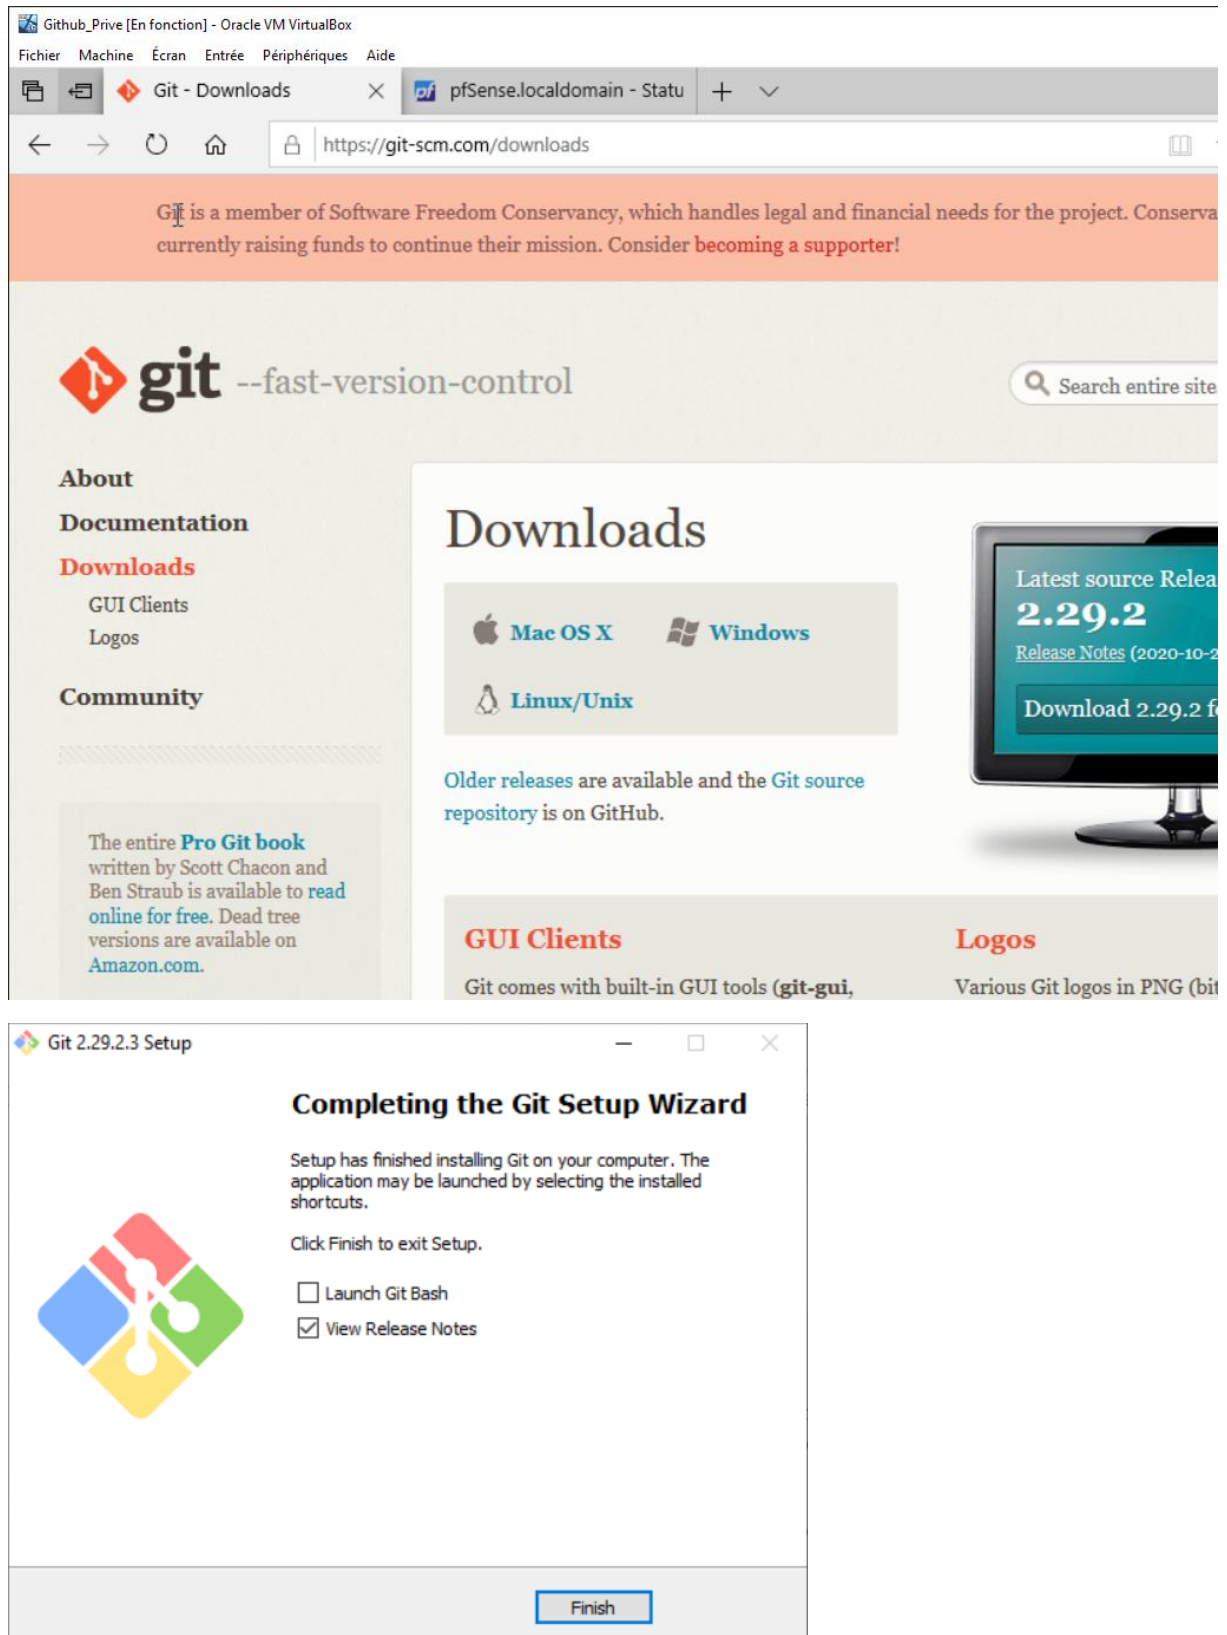 Github_Prive [En fonction] - Oracle VM VirtualBox
Fichier Machine Écran Entrée Périphériques Aide
Git - Downloads pfSense.localdomain - Statu
https://git-scm.com/downloads
Git is a member of Software Freedom Conservancy, which handles legal and financial needs for the project. Conserva
currently raising funds to continue their mission. Consider becoming a supporter!
git --fast-version-control
Search entire site
About
Documentation
Downloads
GUI Clients
Logos
Community
The entire Pro Git book
written by Scott Chacon and
Ben Straub is available to read
online for free. Dead tree
versions are available on
Amazon.com.
Downloads
Mac OS X Windows
Linux/Unix
Older releases are available and the Git source
repository is on GitHub.
Latest source Relea
2.29.2
Release Notes (2020-10-2
Download 2.29.2 fo
GUI Clients
Git comes with built-in GUI tools (git-gui,
Logos
Various Git logos in PNG (bit
Git 2.29.2.3 Setup
Completing the Git Setup Wizard
Setup has finished installing Git on your computer. The
application may be launched by selecting the installed
shortcuts.
Click Finish to exit Setup.
Launch Git Bash
View Release Notes
Finish